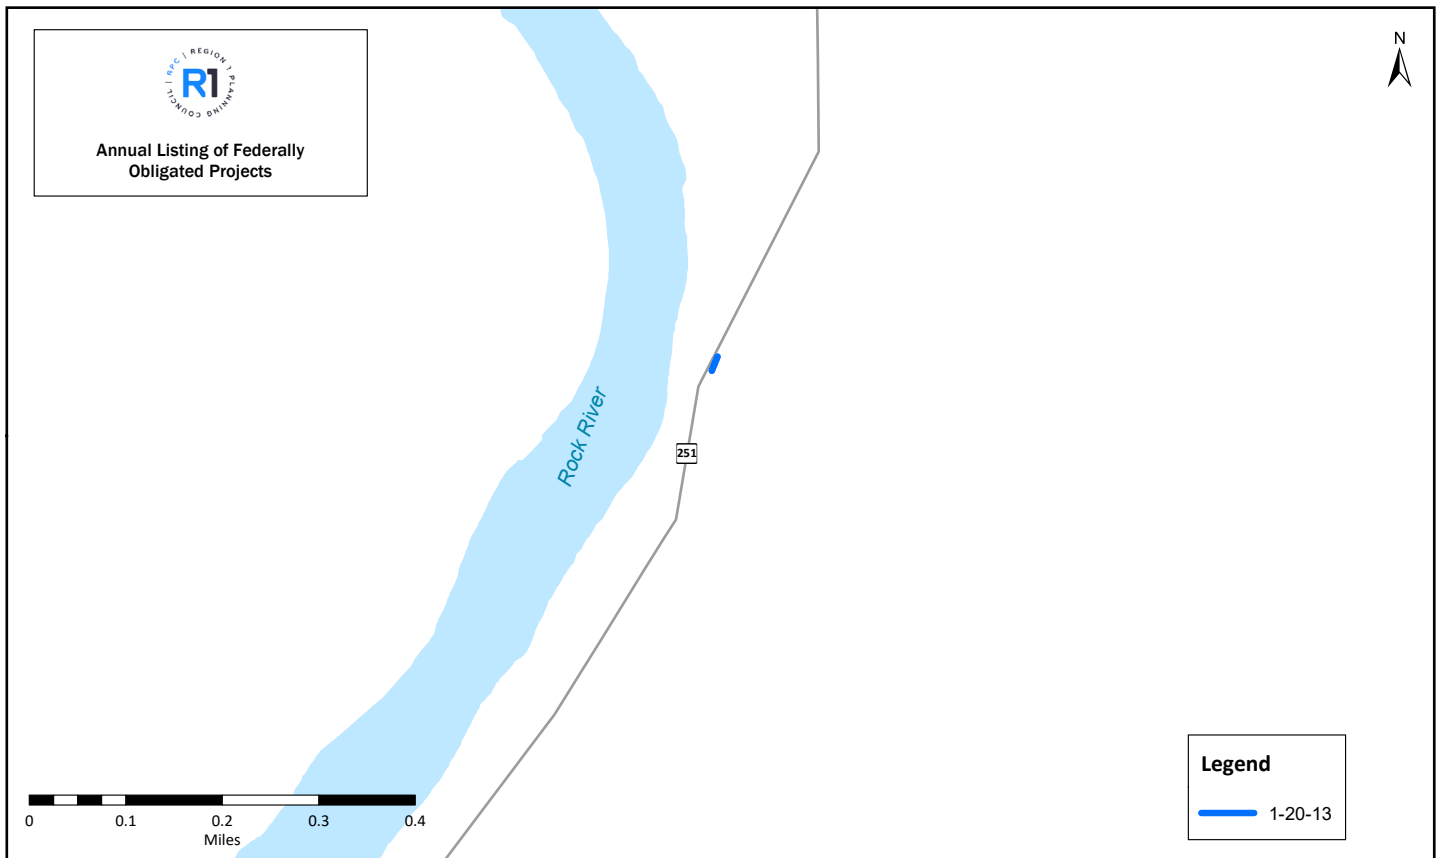 RPC | REGION 1 PLANNING COUNCIL |
R1
Annual Listing of Federally
Obligated Projects
N
Rock River
251
0 0.1 0.2 0.3 0.4
Miles
Legend
1-20-13